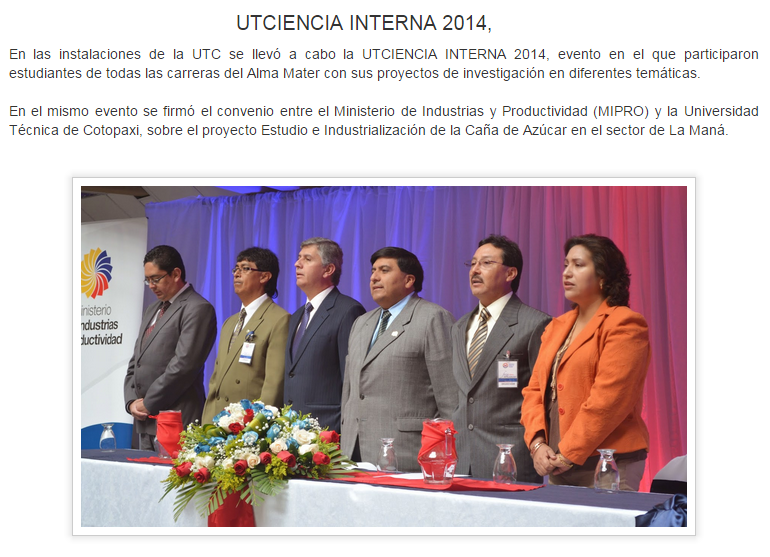 UTCIENCIA INTERNA 2014,
En las instalaciones de la UTC se llevó a cabo la UTCIENCIA INTERNA 2014, evento en el que participaron
estudiantes de todas las carreras del Alma Mater con sus proyectos de investigación en diferentes temáticas.
En el mismo evento se firmó el convenio entre el Ministerio de Industrias y Productividad (MIPRO) y la Universidad
Técnica de Cotopaxi, sobre el proyecto Estudio e Industrialización de la Caña de Azúcar en el sector de La Maná.
inisterio
ndustrias
ductividad